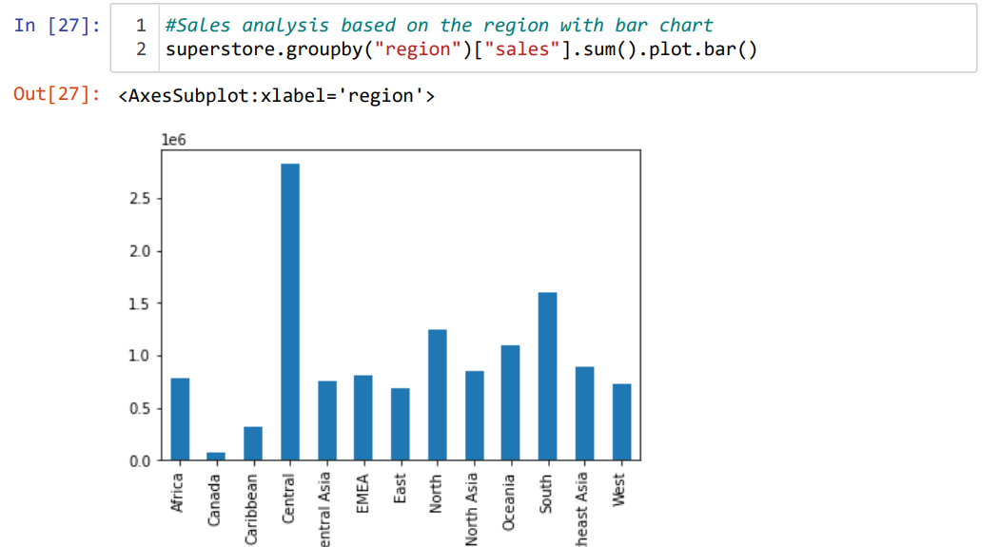 In [27]:
1 #Sales analysis based on the region with bar chart
2 superstore.groupby("region")["sales"].sum().plot.bar()
Out[27]: <AxesSubplot:xlabel='region'>
1e6
2.5
2.0
1.5
1.0
0.5
0.0
Africa
Canada
Caribbean
Central
entral Asia
EMEA
East
North
North Asia
Oceania
South
heast Asia
West